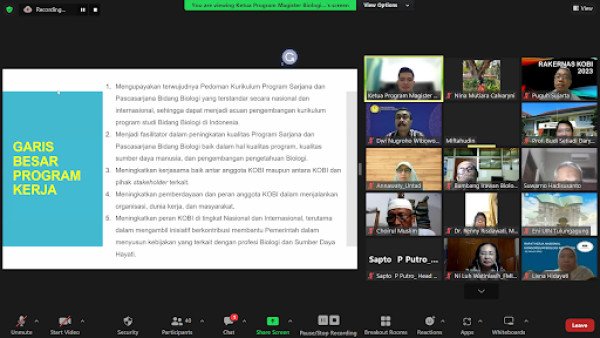 Recording...
You are viewing Ketua Program Magister Biologi...'s screen
View Options
View
G
GARIS
BESAR
PROGRAM
KERJA
1. Mengupayakan terwujudnya Pedoman Kurikulum Program Sarjana dan
Pascasarjana Bidang Biologi yang terstandar secara nasional dan
internasional, sehingga dapat menjadi acuan pengembangan kurikulum
program studi Bidang Biologi di Indonesia
2. Menjadi fasilitator dalam peningkatan kualitas Program Sarjana dan
Pascasarjana Bidang Biologi baik dalam hal kualitas program, kualitas
sumber daya manusia, dan pengembangan pengetahuan Biologi.
3. Meningkatkan kerjasama baik antar anggota KOBI maupun antara KOBI dan
pihak stakeholder terkait.
4. Meningkatkan pemberdayaan dan peran anggota KOBI dalam menjalankan
organisasi, dunia kerja, dan masyarakat.
5. Meningkatkan peran KOBI di tingkat Nasional dan Internasional, terutama
dalam mengambil inisiatif berkontribusi membantu Pemerintah dalam
menyusun kebijakan yang terkait dengan profesi Biologi dan Sumber Daya
Hayati.
Ketua Program Magister ...
Nina Mutiara Calvaryni
RAKERNAS KOBI
2023
Puguh Sujarta
Dwi Nugroho Wibowo...
Miftahudin
Prof. Budi Setiadi Dary...
Annawaty_Untad
Bambang Irawan Biolo...
Suwarno Hadisusanto
Choirul Muslim
Dr. Henny Risdawati, M...
Eni UIN Tulungagung
Sapto P Putro_...
Sapto P Putro_ Head ...
Ni Luh Watiniasih_FMI...
Liana Hidayati
Unmute
Start Video
Security
40
Participants
Chat
Share Screen
Pause/Stop Recording
Breakout Rooms
Reactions
Apps
Whiteboards
Leave